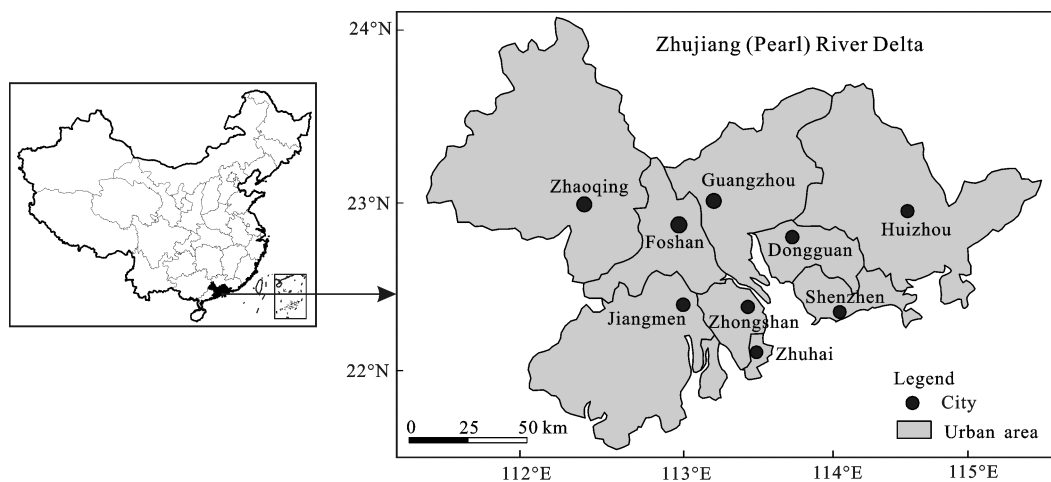 24°N
Zhujiang (Pearl) River Delta
Zhaoqing
Guangzhou
23°N
Huizhou
Foshan
Dongguan
Shenzhen
Jiangmen
Zhongshan
Zhuhai
22°N
Legend
City
0 25 50 km
Urban area
112°E 113°E 114°E 115°E